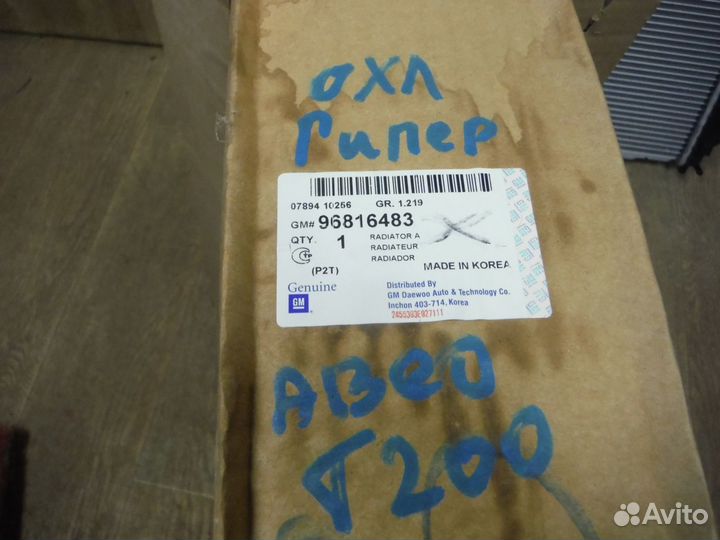 ОХЛ
Гипер
07894 10256 GR. 1.219
GM# 96816483
QTY. 1 RADIATOR A
RADIATEUR
RADIADOR
(P2T) MADE IN KOREA
Genuine
GM
Distributed By
GM Daewoo Auto & Technology Co.
Inchon 403-714, Korea
2455303E027111
АВЕО
Т200
Avito